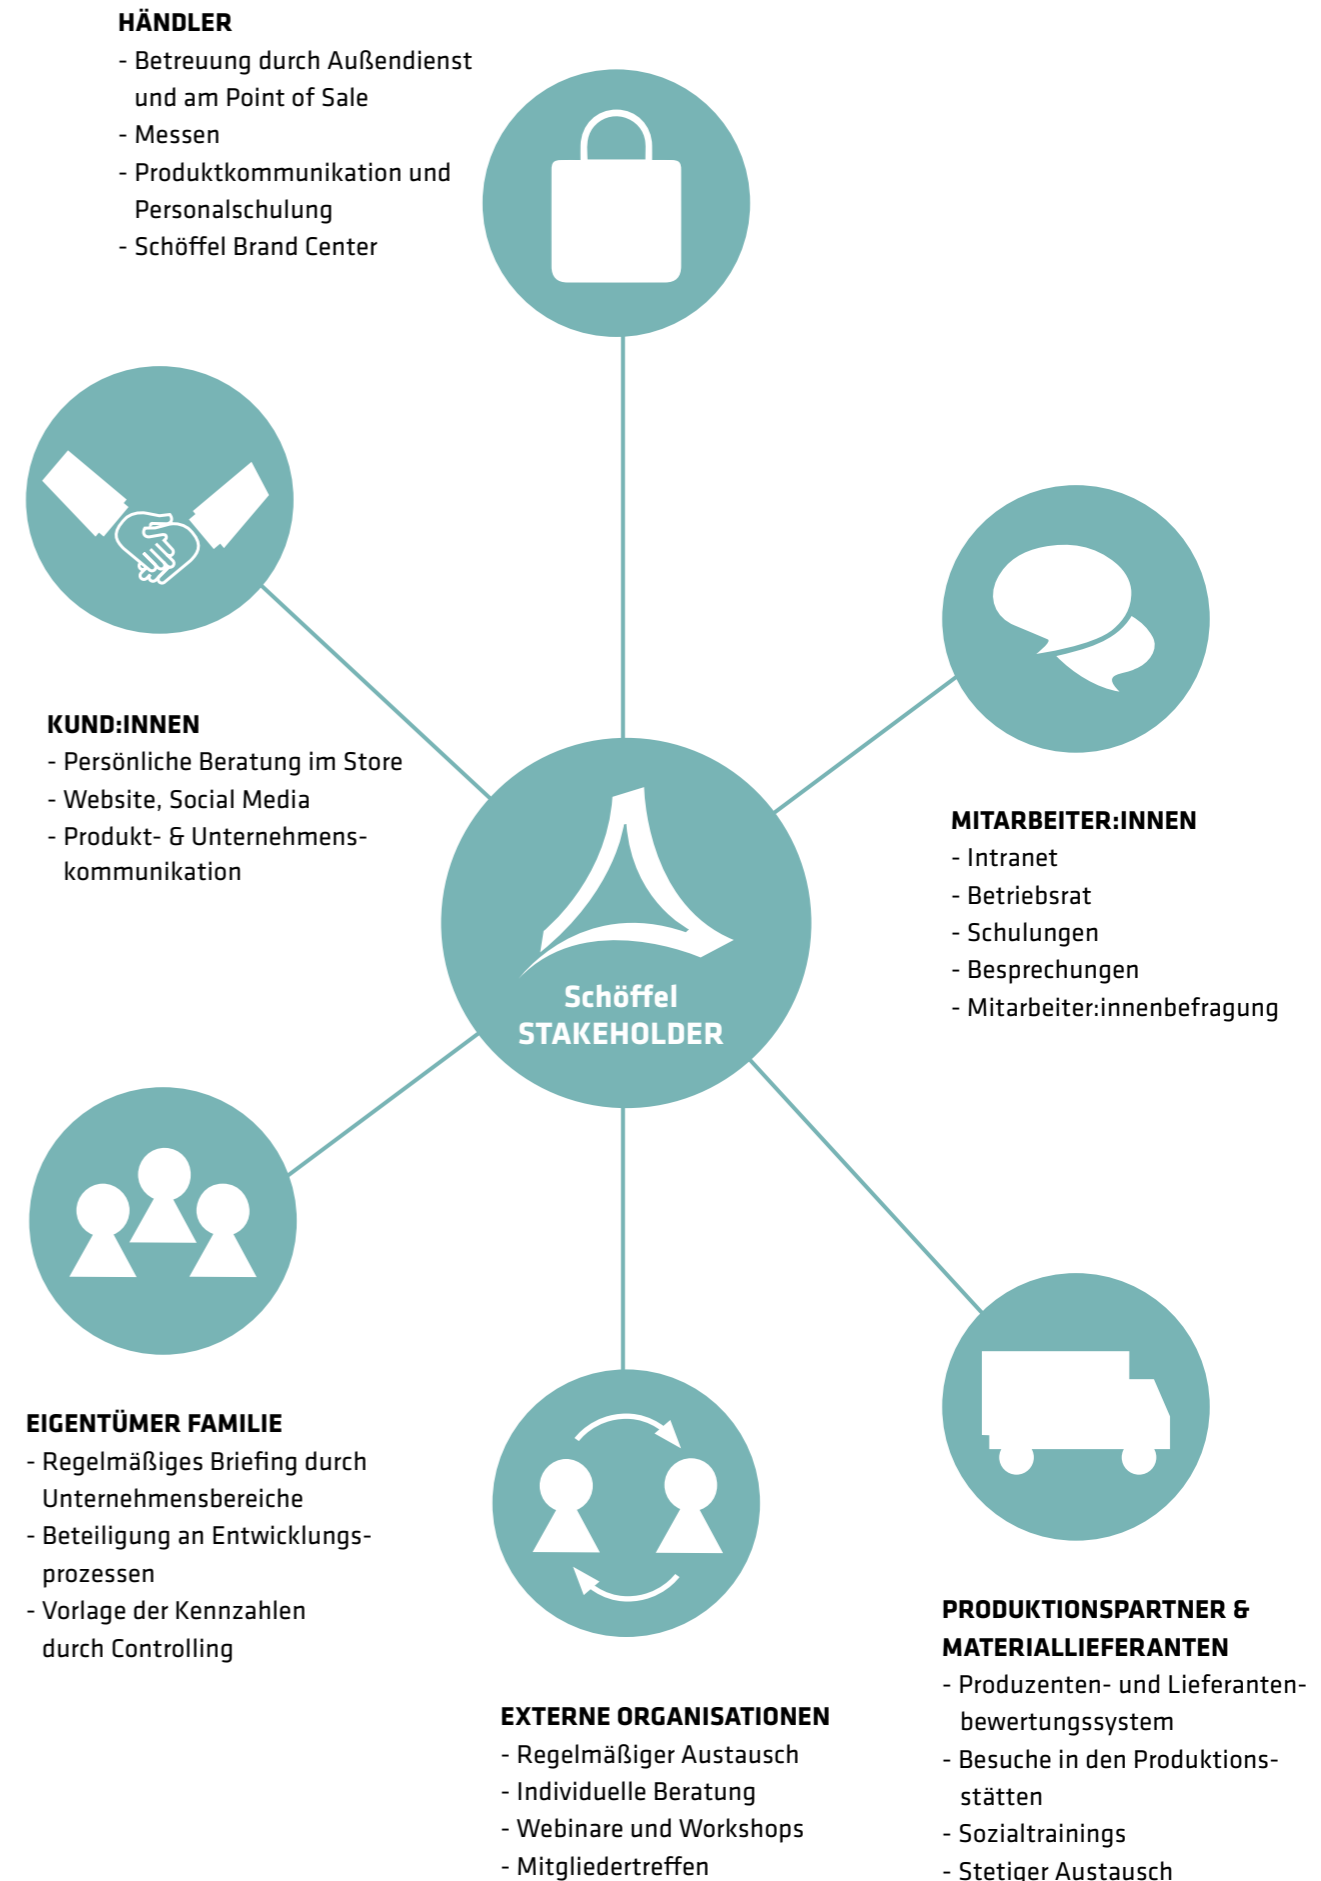 HÄNDLER
- Betreuung durch Außendienst
und am Point of Sale
- Messen
- Produktkommunikation und
Personalschulung
- Schöffel Brand Center
KUND:INNEN
- Persönliche Beratung im Store
- Website, Social Media
- Produkt- & Unternehmens-
kommunikation
MITARBEITER:INNEN
- Intranet
- Betriebsrat
- Schulungen
- Besprechungen
- Mitarbeiter:innenbefragung
Schöffel
STAKEHOLDER
EIGENTÜMER FAMILIE
- Regelmäßiges Briefing durch
Unternehmensbereiche
- Beteiligung an Entwicklungs-
prozessen
- Vorlage der Kennzahlen
durch Controlling
EXTERNE ORGANISATIONEN
- Regelmäßiger Austausch
- Individuelle Beratung
- Webinare und Workshops
- Mitgliedertreffen
PRODUKTIONSPARTNER &
MATERIALLIEFERANTEN
- Produzenten- und Lieferanten-
bewertungssystem
- Besuche in den Produktions-
stätten
- Sozialtrainings
- Stetiger Austausch